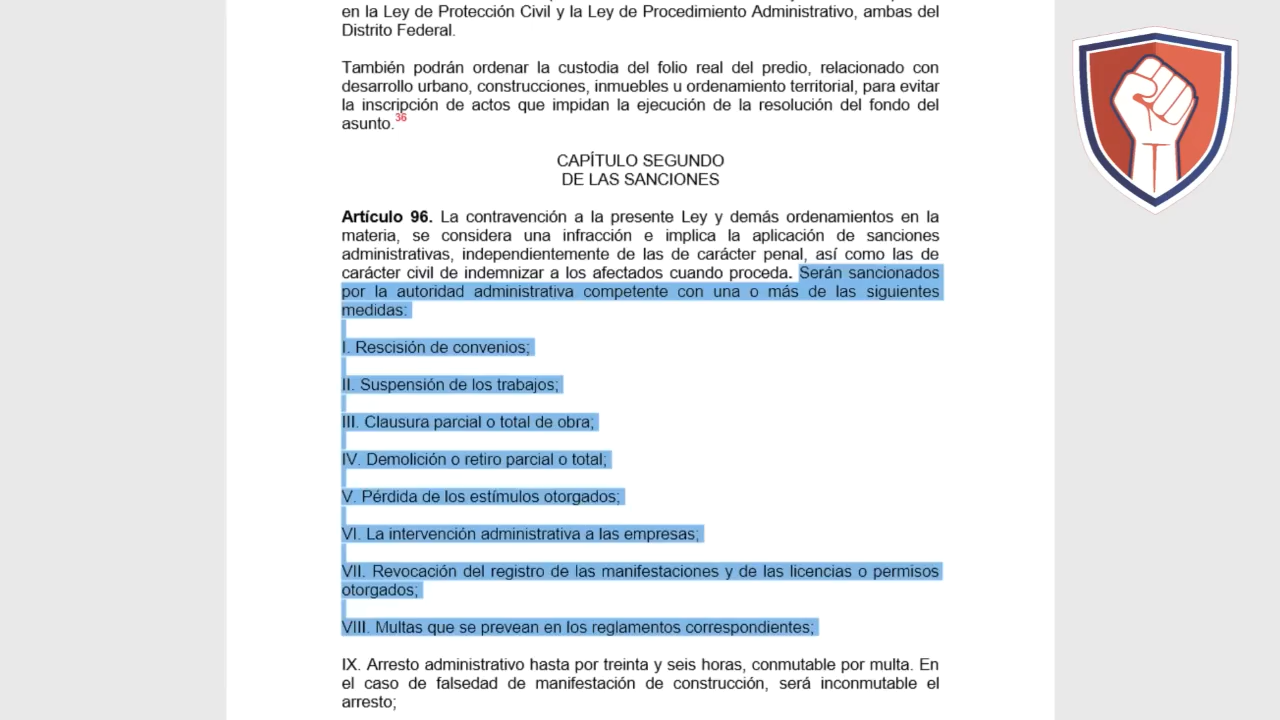 en la Ley de Protección Civil y la Ley de Procedimiento Administrativo, ambas del
Distrito Federal.
También podrán ordenar la custodia del folio real del predio, relacionado con
desarrollo urbano, construcciones, inmuebles u ordenamiento territorial, para evitar
la inscripción de actos que impidan la ejecución de la resolución del fondo del
asunto.36
CAPÍTULO SEGUNDO
DE LAS SANCIONES
Artículo 96. La contravención a la presente Ley y demás ordenamientos en la
materia, se considera una infracción e implica la aplicación de sanciones
administrativas, independientemente de las de carácter penal, así como las de
carácter civil de indemnizar a los afectados cuando proceda. Serán sancionados
por la autoridad administrativa competente con una o más de las siguientes
medidas:
I. Rescisión de convenios;
II. Suspensión de los trabajos;
III. Clausura parcial o total de obra;
IV. Demolición o retiro parcial o total;
V. Pérdida de los estímulos otorgados;
VI. La intervención administrativa a las empresas;
VII. Revocación del registro de las manifestaciones y de las licencias o permisos
otorgados;
VIII. Multas que se prevean en los reglamentos correspondientes;
IX. Arresto administrativo hasta por treinta y seis horas, conmutable por multa. En
el caso de falsedad de manifestación de construcción, será inconmutable el
arresto;